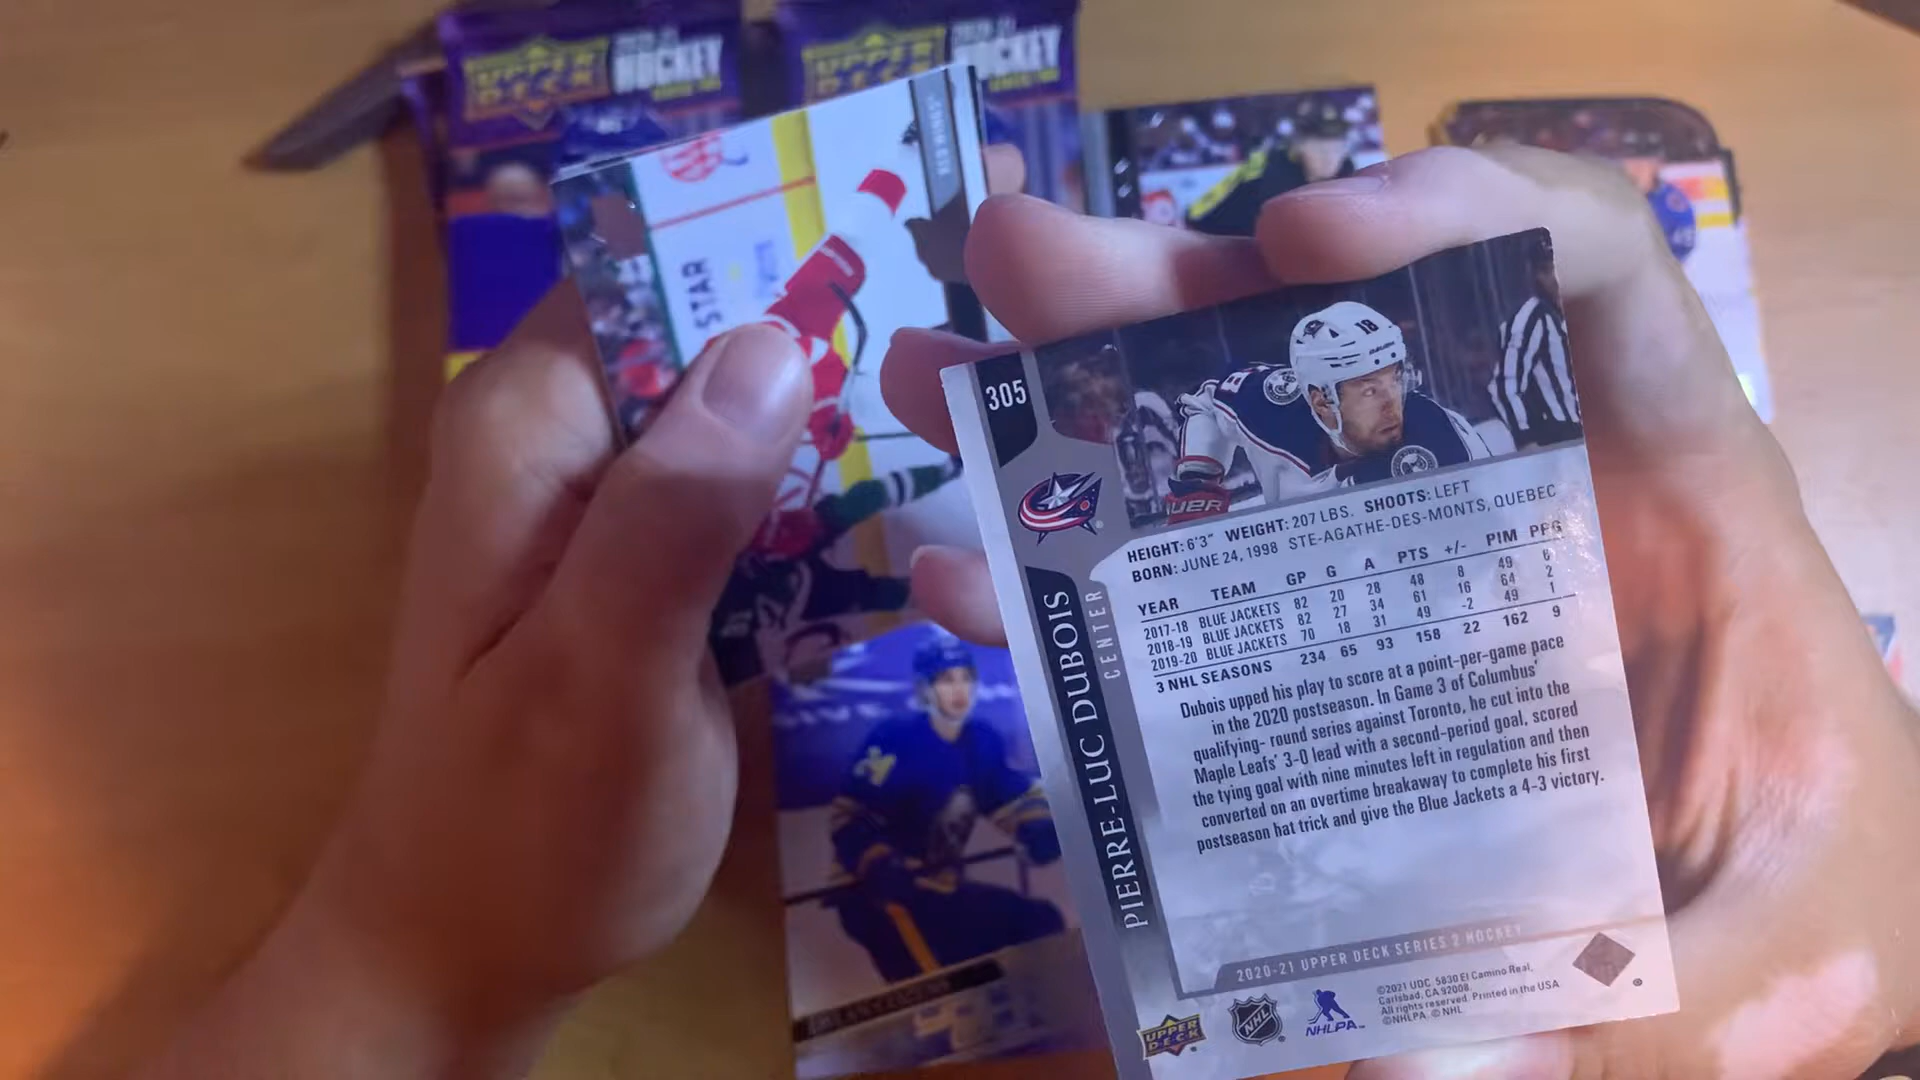 UPPER DECK
HOCKEY
UPPER DECK
HOCKEY
RED WINGS
STAR
305
18
BAUER
HEIGHT: 6'3" WEIGHT: 207 LBS. SHOOTS: LEFT
BORN: JUNE 24, 1998 STE-AGATHE-DES-MONTS, QUEBEC
YEAR TEAM GP G A PTS +/- PIM PPG
2017-18 BLUE JACKETS 82 20 28 48 8 49 6
2018-19 BLUE JACKETS 82 27 34 61 16 64 2
2019-20 BLUE JACKETS 70 18 31 49 -2 49 1
3 NHL SEASONS 234 65 93 158 22 162 9
PIERRE-LUC DUBOIS
CENTER
Dubois upped his play to score at a point-per-game pace
in the 2020 postseason. In Game 3 of Columbus'
qualifying- round series against Toronto, he cut into the
Maple Leafs' 3-0 lead with a second-period goal, scored
the tying goal with nine minutes left in regulation and then
converted on an overtime breakaway to complete his first
postseason hat trick and give the Blue Jackets a 4-3 victory.
2020-21 UPPER DECK SERIES 2 HOCKEY
UPPER DECK
NHL
NHLPA
©2021 UDC. 5830 El Camino Real,
Carlsbad, CA 92008.
All rights reserved. Printed in the USA
©NHLPA. © NHL